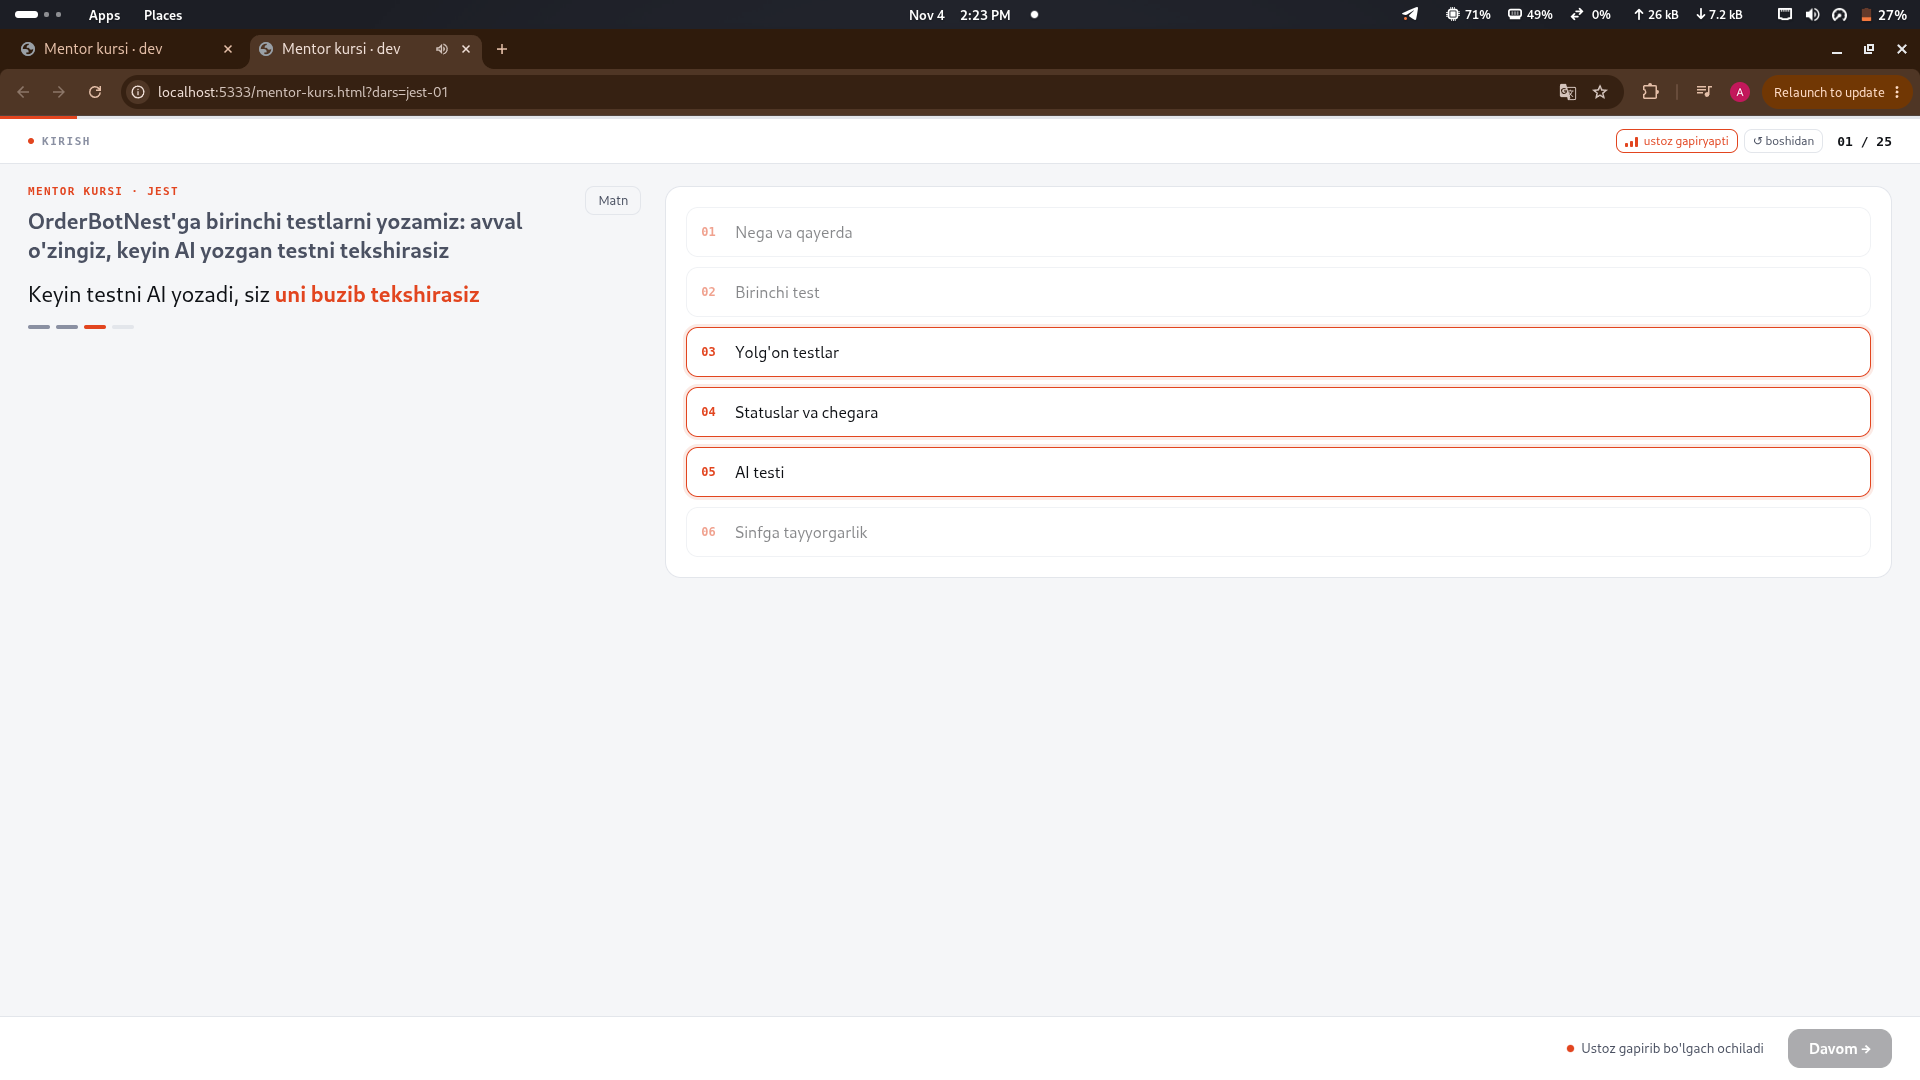 Apps Places Nov 4 2:23 PM 71% 49% 0% 26 kB 7.2 kB 27%
Mentor kursi · dev Mentor kursi · dev
localhost:5333/mentor-kurs.html?dars=jest-01 A Relaunch to update
KIRISH ustoz gapiryapti ↺ boshidan 01 / 25
MENTOR KURSI · JEST
Matn
OrderBotNest'ga birinchi testlarni yozamiz: avval
o'zingiz, keyin AI yozgan testni tekshirasiz
Keyin testni AI yozadi, siz uni buzib tekshirasiz
01 Nega va qayerda
02 Birinchi test
03 Yolg'on testlar
04 Statuslar va chegara
05 AI testi
06 Sinfga tayyorgarlik
Ustoz gapirib bo'lgach ochiladi Davom →